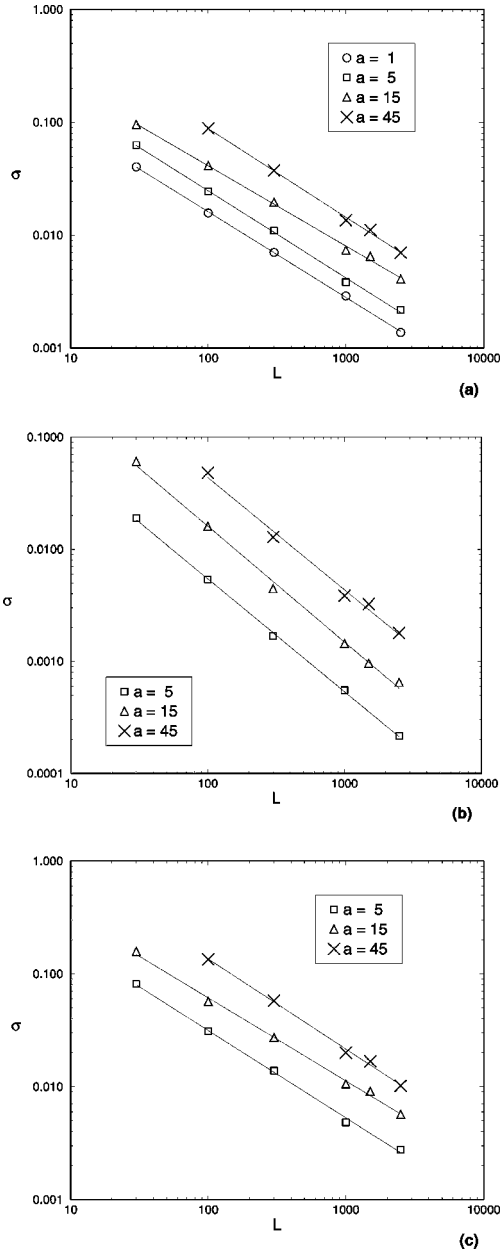 1.000
0.100
σ
0.010
0.001
a = 1
a = 5
a = 15
a = 45
10
100
1000
10000
L
(a)
0.1000
0.0100
σ
0.0010
0.0001
a = 5
a = 15
a = 45
10
100
1000
10000
L
(b)
1.000
0.100
σ
0.010
0.001
a = 5
a = 15
a = 45
10
100
1000
10000
L
(c)